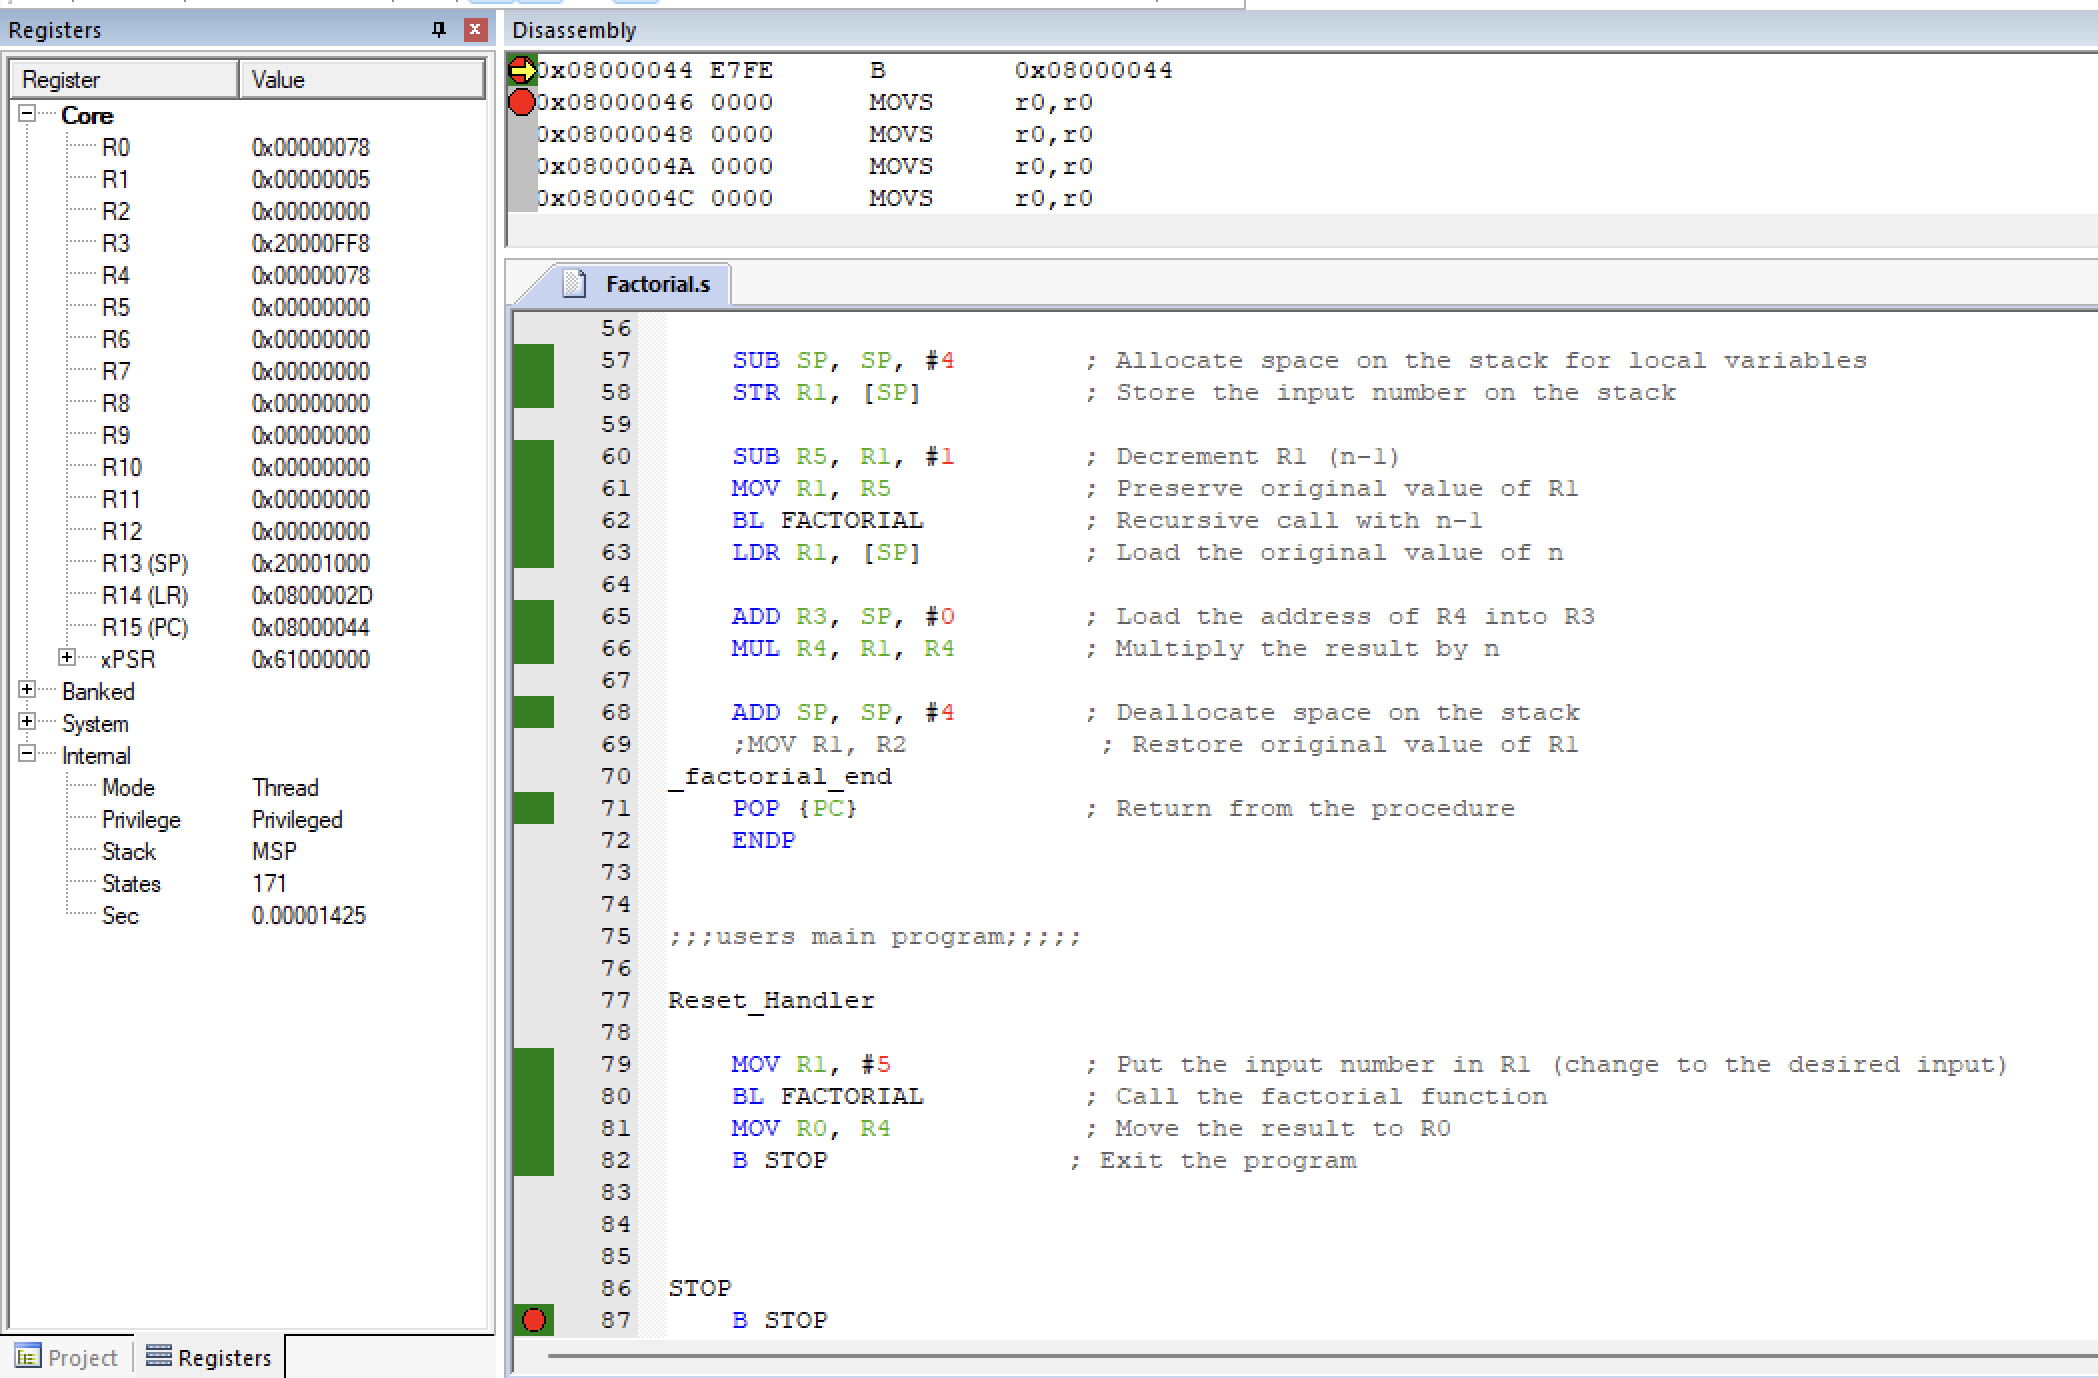 Registers
Register Value
Core
R0 0x00000078
R1 0x00000005
R2 0x00000000
R3 0x20000FF8
R4 0x00000078
R5 0x00000000
R6 0x00000000
R7 0x00000000
R8 0x00000000
R9 0x00000000
R10 0x00000000
R11 0x00000000
R12 0x00000000
R13 (SP) 0x20001000
R14 (LR) 0x0800002D
R15 (PC) 0x08000044
xPSR 0x61000000
Banked
System
Internal
Mode Thread
Privilege Privileged
Stack MSP
States 171
Sec 0.00001425
Project Registers
Disassembly
0x08000044 E7FE B 0x08000044
0x08000046 0000 MOVS r0,r0
0x08000048 0000 MOVS r0,r0
0x0800004A 0000 MOVS r0,r0
0x0800004C 0000 MOVS r0,r0
Factorial.s
56
57 SUB SP, SP, #4 ; Allocate space on the stack for local variables
58 STR R1, [SP] ; Store the input number on the stack
59
60 SUB R5, R1, #1 ; Decrement R1 (n-1)
61 MOV R1, R5 ; Preserve original value of R1
62 BL FACTORIAL ; Recursive call with n-1
63 LDR R1, [SP] ; Load the original value of n
64
65 ADD R3, SP, #0 ; Load the address of R4 into R3
66 MUL R4, R1, R4 ; Multiply the result by n
67
68 ADD SP, SP, #4 ; Deallocate space on the stack
69 ;MOV R1, R2 ; Restore original value of R1
70 _factorial_end
71 POP {PC} ; Return from the procedure
72 ENDP
73
74
75 ;;;users main program;;;;;
76
77 Reset_Handler
78
79 MOV R1, #5 ; Put the input number in R1 (change to the desired input)
80 BL FACTORIAL ; Call the factorial function
81 MOV R0, R4 ; Move the result to R0
82 B STOP ; Exit the program
83
84
85
86 STOP
87 B STOP